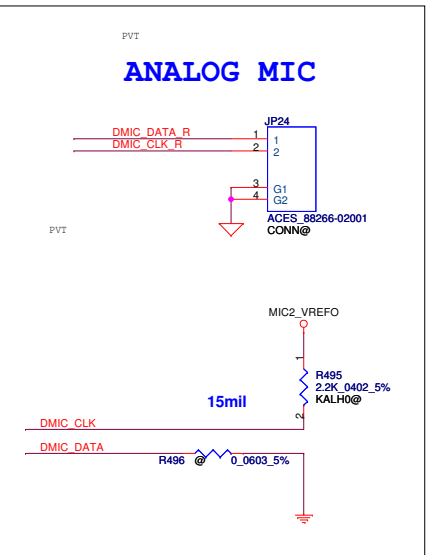 PVT
ANALOG MIC
JP24
DMIC_DATA_R 1 1
DMIC_CLK_R 2 2
3 G1
4 G2
ACES_88266-02001
CONN@
PVT
MIC2_VREFO
1
R495
2.2K_0402_5%
KALH0@
15mil
2
DMIC_CLK
DMIC_DATA
R496 @ 0_0603_5%